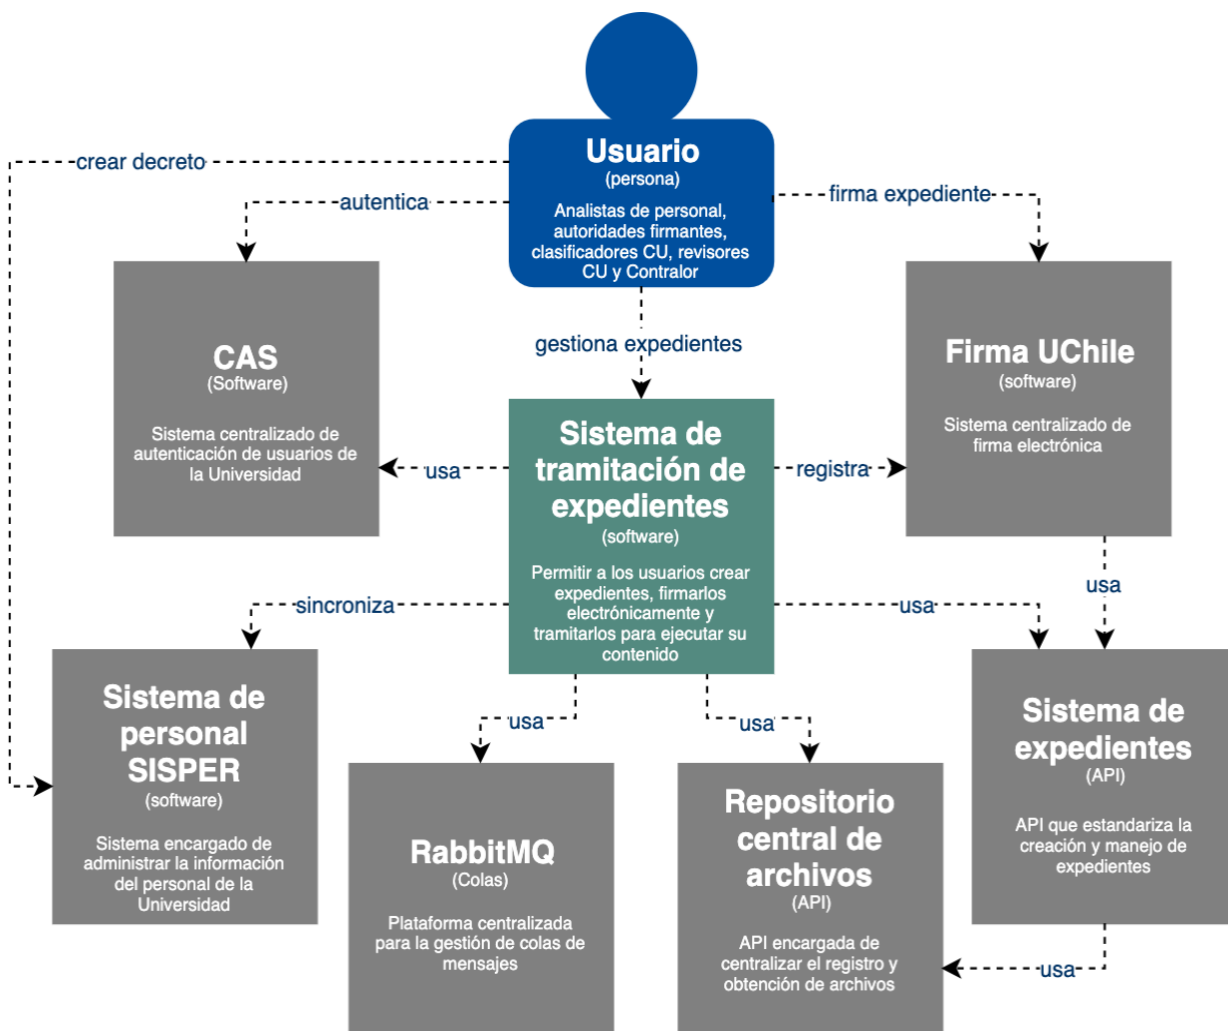 Usuario
(persona)
Analistas de personal,
autoridades firmantes,
clasificadores CU, revisores
CU y Contralor
crear decreto
autentica
firma expediente
gestiona expedientes
CAS
(Software)
Sistema centralizado de
autenticación de usuarios de
la Universidad
Firma UChile
(software)
Sistema centralizado de
firma electrónica
usa
Sistema de
tramitación de
expedientes
(software)
Permitir a los usuarios crear
expedientes, firmarlos
electrónicamente y
tramitarlos para ejecutar su
contenido
registra
usa
sincroniza
usa
Sistema de
personal
SISPER
(software)
Sistema encargado de
administrar la información
del personal de la
Universidad
usa
usa
RabbitMQ
(Colas)
Plataforma centralizada
para la gestión de colas de
mensajes
Repositorio
central de
archivos
(API)
API encargada de
centralizar el registro y
obtención de archivos
Sistema de
expedientes
(API)
API que estandariza la
creación y manejo de
expedientes
usa